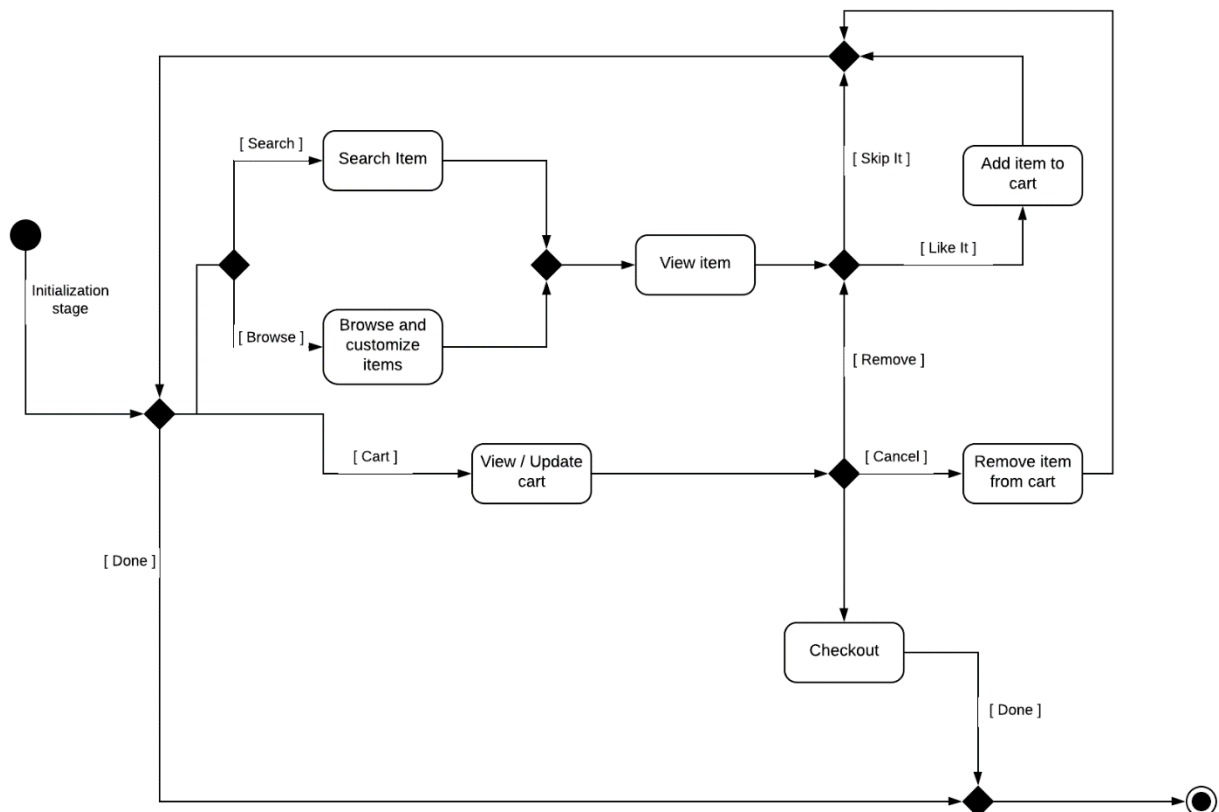 [ Search ]
Search Item
[ Skip It ]
Add item to
cart
Initialization
stage
View item
[ Like It ]
[ Browse ]
Browse and
customize
items
[ Remove ]
[ Cart ]
View / Update
cart
[ Cancel ]
Remove item
from cart
[ Done ]
Checkout
[ Done ]